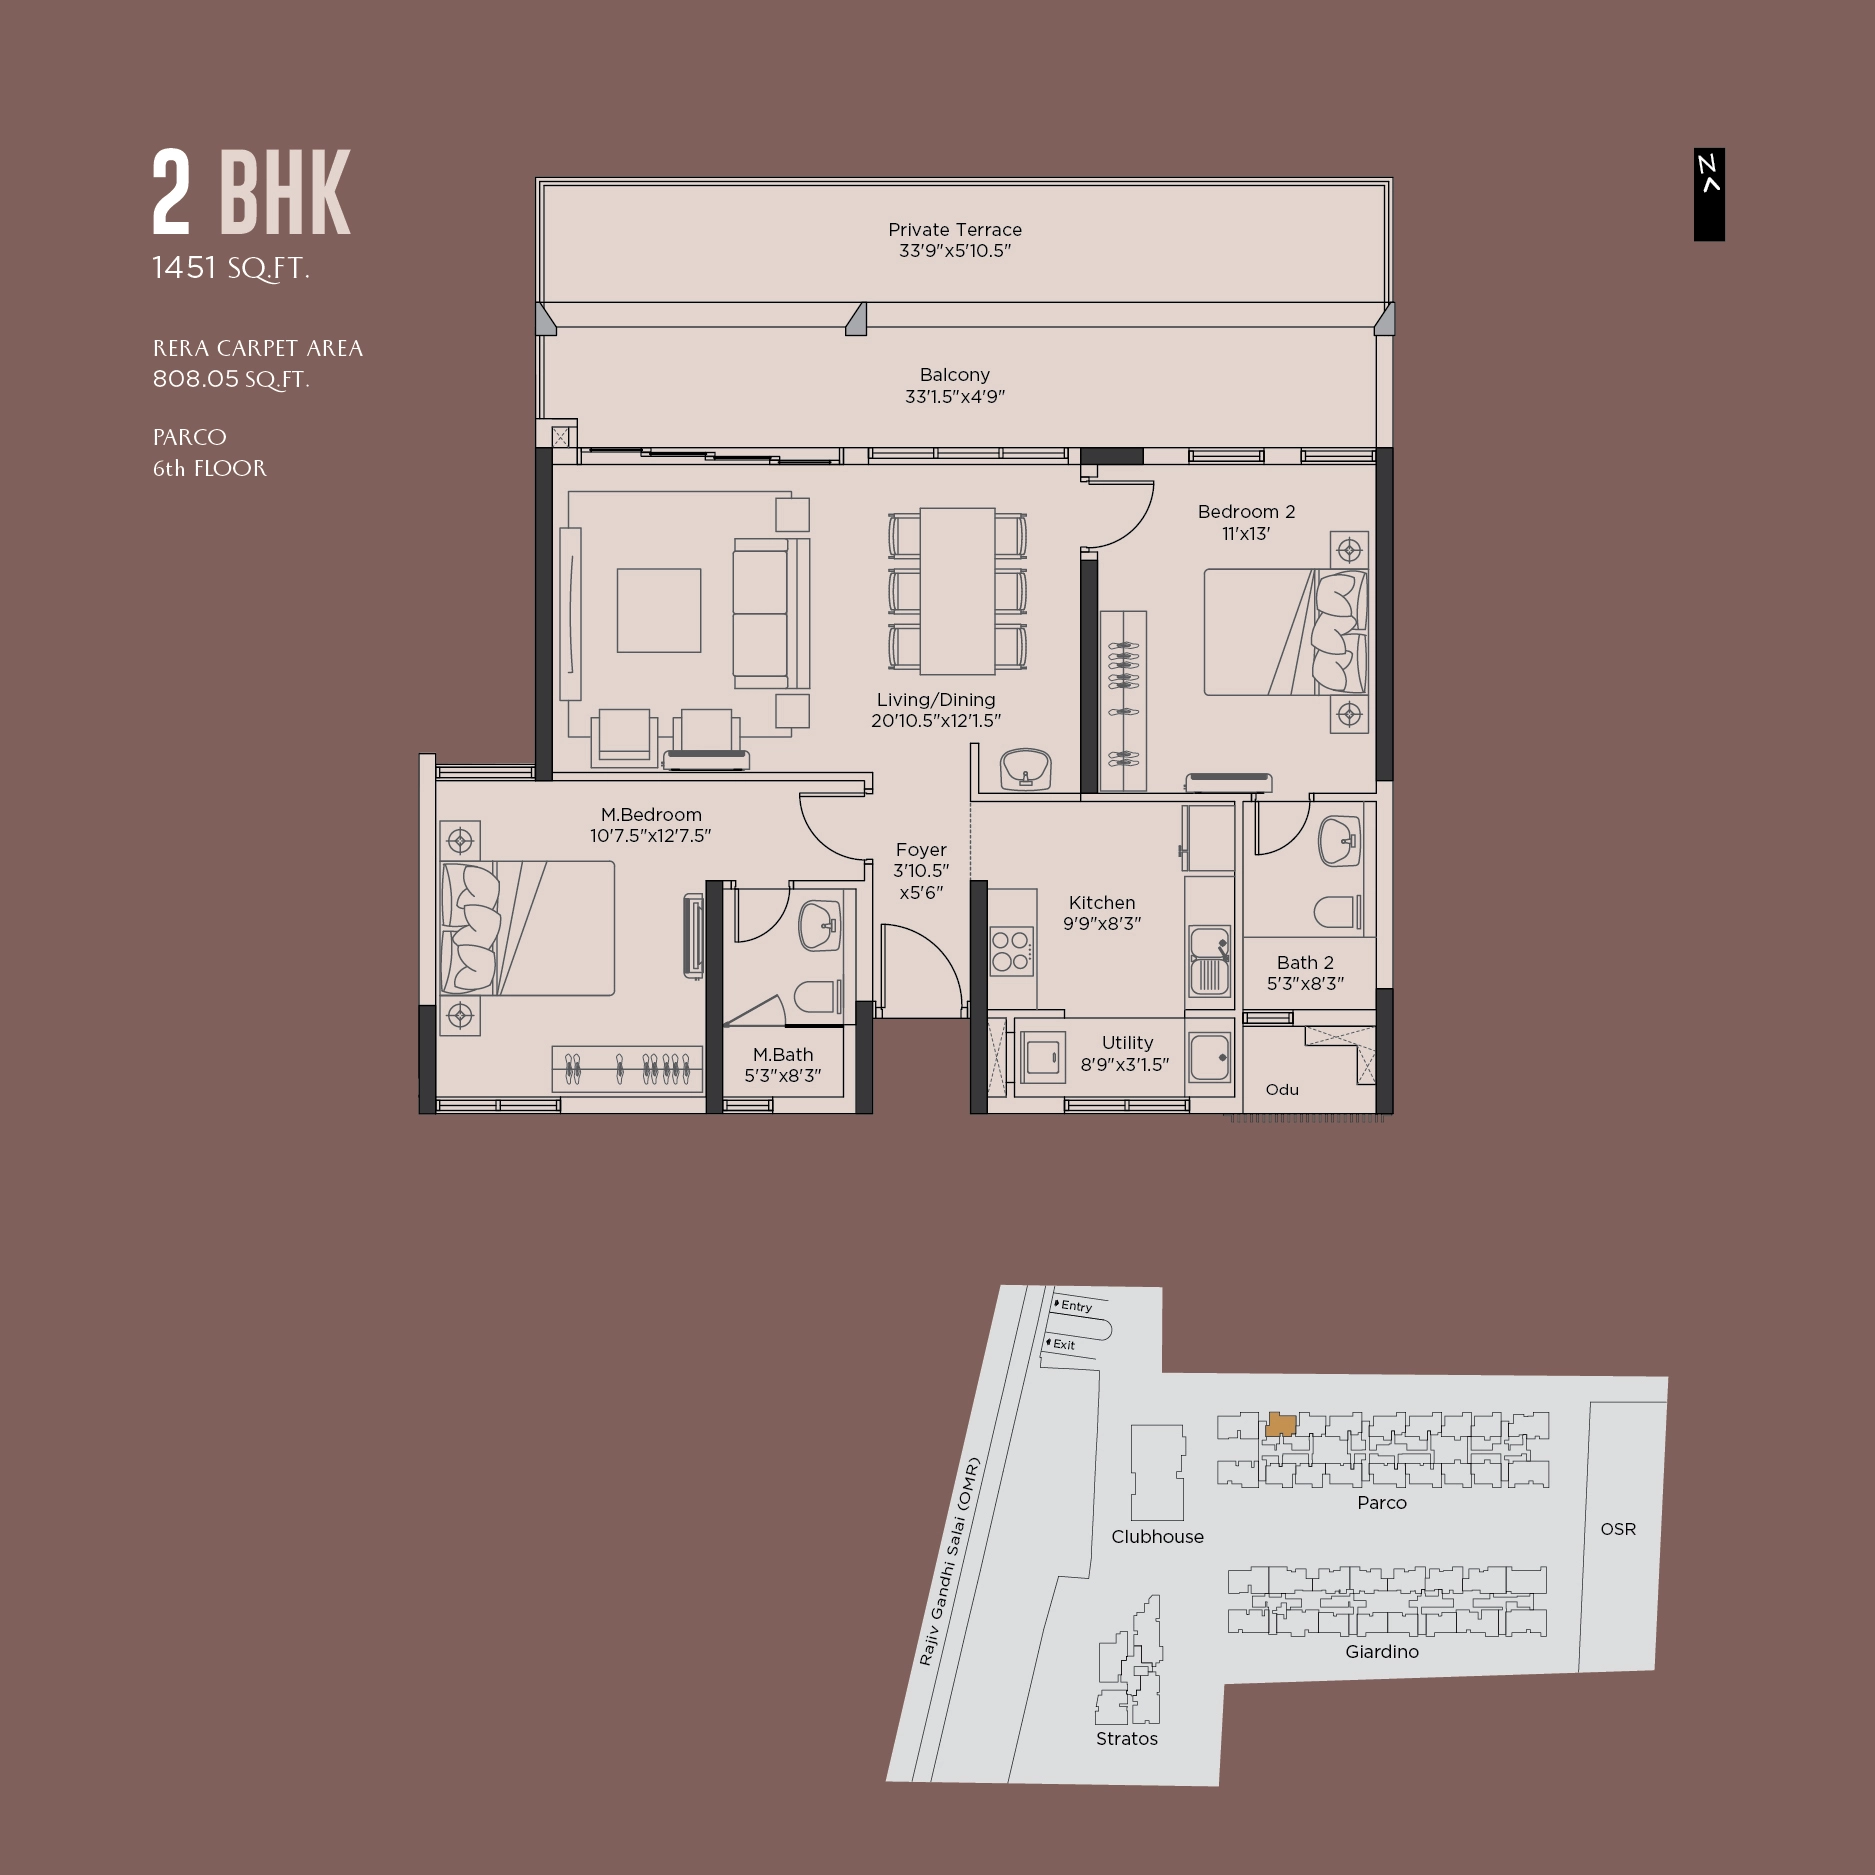 2 BHK
1451 SQ.FT.
RERA CARPET AREA
808.05 SQ.FT.
PARCO
6th FLOOR
N
Private Terrace
33'9"x5'10.5"
Balcony
33'1.5"x4'9"
Bedroom 2
11'x13'
Living/Dining
20'10.5"x12'1.5"
M.Bedroom
10'7.5"x12'7.5"
Foyer
3'10.5"
x5'6"
Kitchen
9'9"x8'3"
Bath 2
5'3"x8'3"
M.Bath
5'3"x8'3"
Utility
8'9"x3'1.5"
Odu
Entry
Exit
Rajiv Gandhi Salai (OMR)
Clubhouse
Parco
OSR
Giardino
Stratos